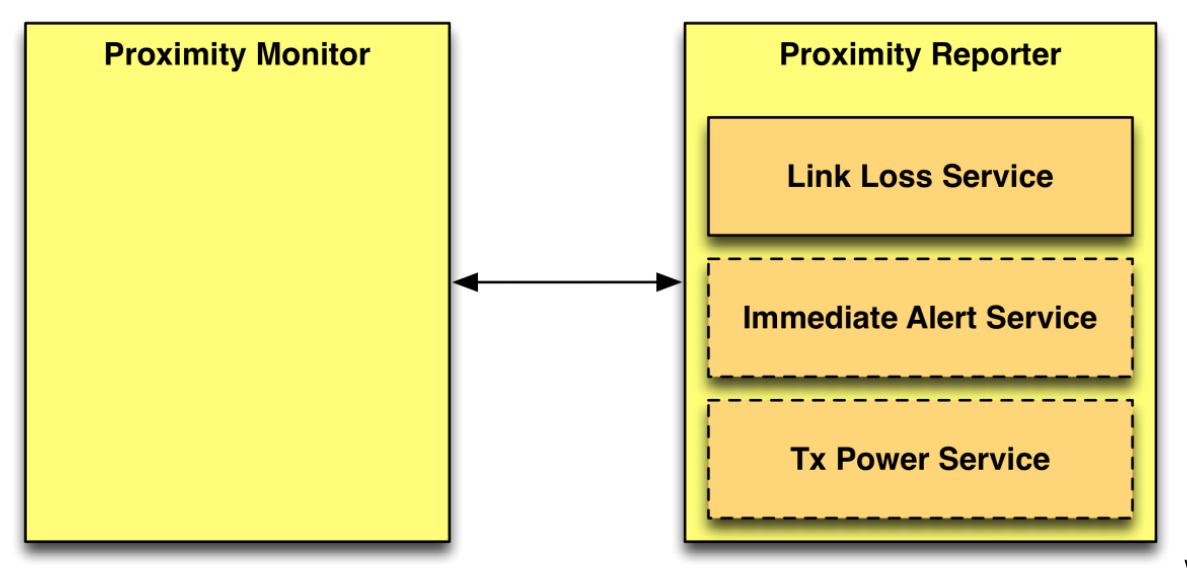 Proximity Monitor
Proximity Reporter
Link Loss Service
Immediate Alert Service
Tx Power Service